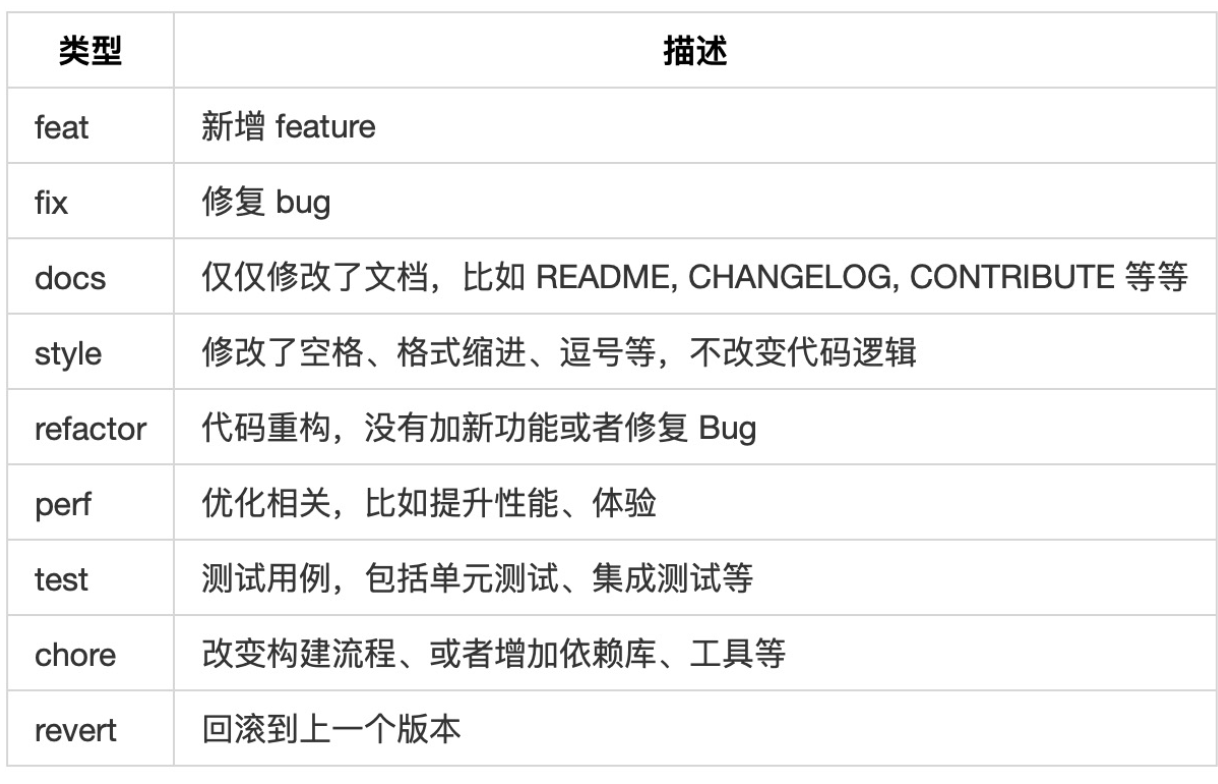 类型 描述
feat 新增 feature
fix 修复 bug
docs 仅仅修改了文档，比如 README, CHANGELOG, CONTRIBUTE 等等
style 修改了空格、格式缩进、逗号等，不改变代码逻辑
refactor 代码重构，没有加新功能或者修复 Bug
perf 优化相关，比如提升性能、体验
test 测试用例，包括单元测试、集成测试等
chore 改变构建流程、或者增加依赖库、工具等
revert 回滚到上一个版本